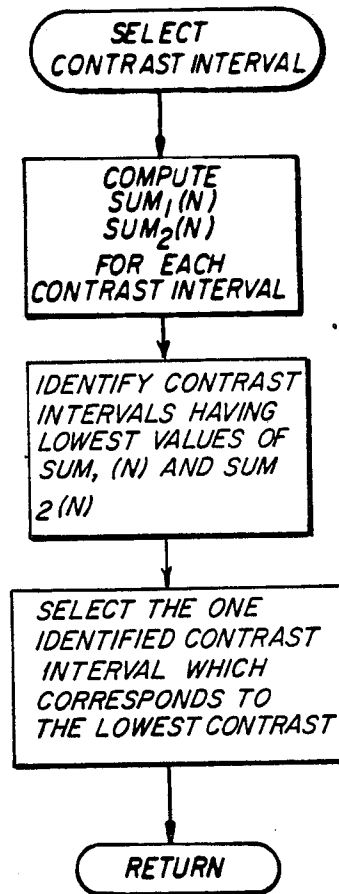 SELECT
CONTRAST INTERVAL
COMPUTE
SUM₁(N)
SUM₂(N)
FOR EACH
CONTRAST INTERVAL
IDENTIFY CONTRAST
INTERVALS HAVING
LOWEST VALUES OF
SUM, (N) AND SUM
2(N)
SELECT THE ONE
IDENTIFIED CONTRAST
INTERVAL WHICH
CORRESPONDS TO
THE LOWEST CONTRAST
RETURN